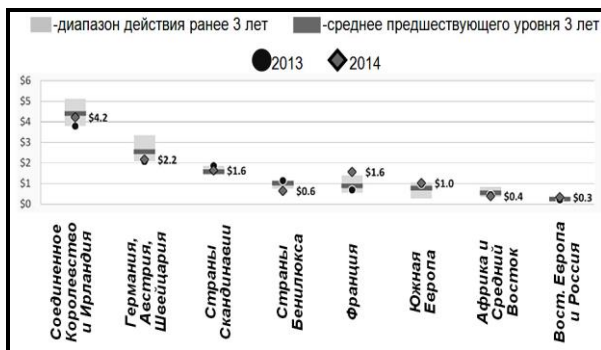 -диапазон действия ранее 3 лет
-среднее предшествующего уровня 3 лет
2013
2014
$6
$5
$4
$3
$2
$1
$0
$4.2
$2.2
$1.6
$0.6
$1.6
$1.0
$0.4
$0.3
Соединенное
Королевство
и Ирландия
Германия,
Австрия,
Швейцария
Страны
Скандинавии
Страны
Бенилюкса
Франция
Южная
Европа
Африка и
Средний
Восток
Вост. Европа
и Россия